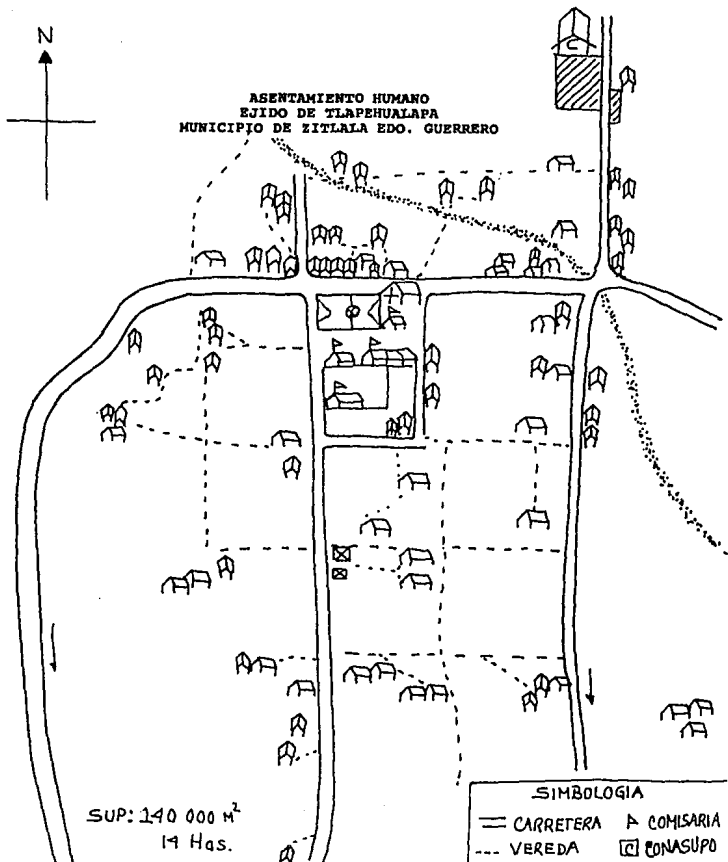 N
C
ASENTAMIENTO HUMANO
EJIDO DE TLAPEHUALAPA
MUNICIPIO DE ZITLALA EDO. GUERRERO
SUP: 140 000 M²
14 Has.
SIMBOLOGIA
CARRETERA
COMISARIA
VEREDA
C CONASUPO